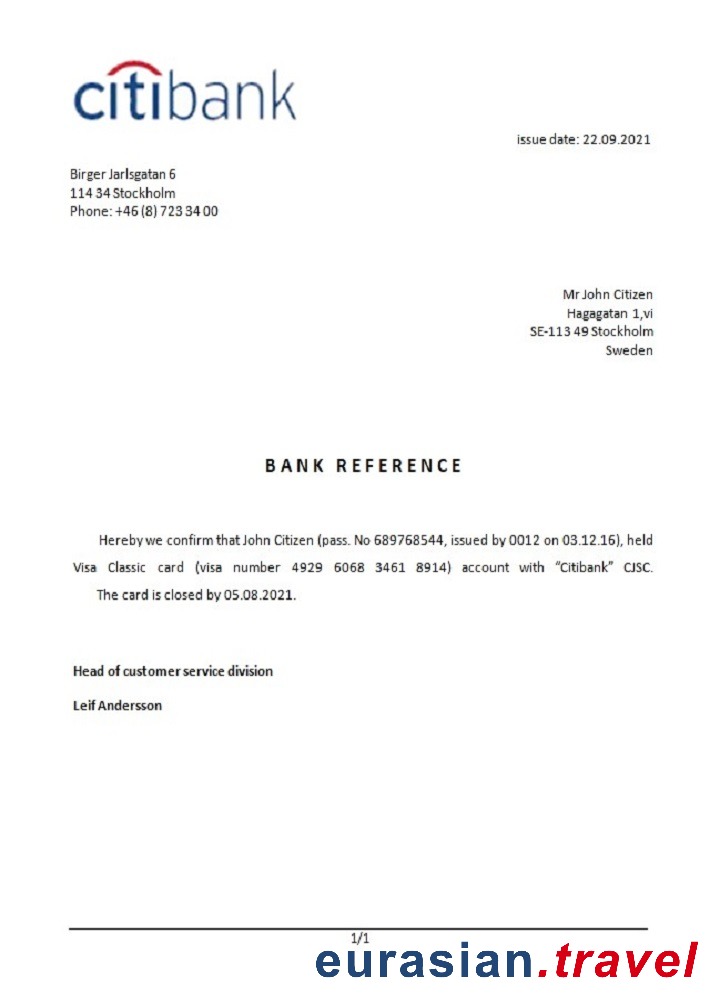 citibank
issue date: 22.09.2021
Birger Jarlsgatan 6
114 34 Stockholm
Phone: +46 (8) 723 34 00
Mr John Citizen
Hagagatan 1,vi
SE-113 49 Stockholm
Sweden
BANK REFERENCE
Hereby we confirm that John Citizen (pass. No 689768544, issued by 0012 on 03.12.16), held
Visa Classic card (visa number 4929 6068 3461 8914) account with “Citibank” CJSC.
The card is closed by 05.08.2021.
Head of customer service division
Leif Andersson
1/1
eurasian.travel